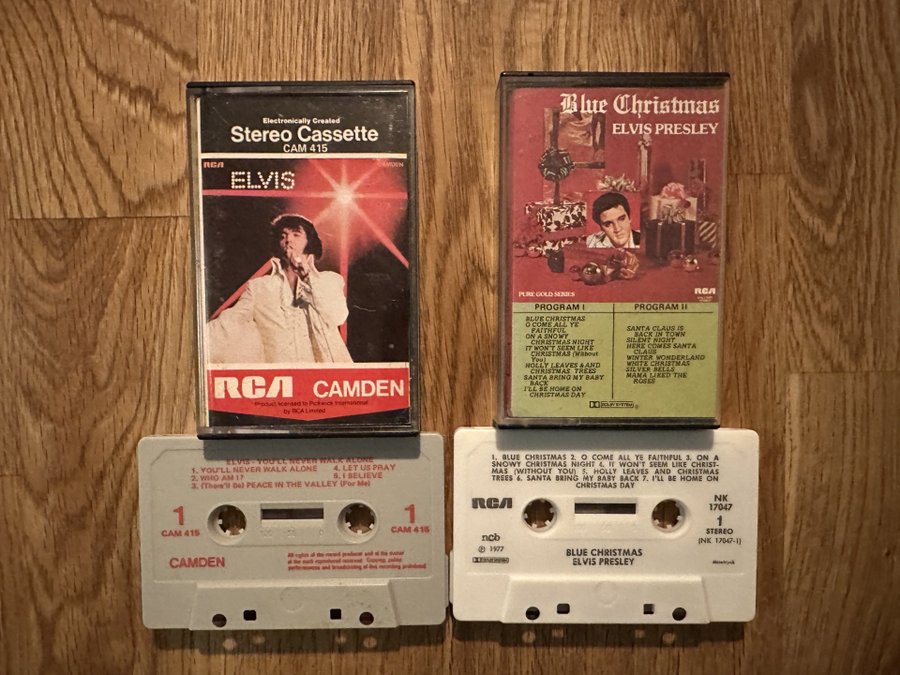 Electronically Created
Stereo Cassette
CAM 415
RCA
CAMDEN
ELVIS
RCA CAMDEN
Product licensed to Pickwick International
by RCA Limited
Blue Christmas
ELVIS PRESLEY
PURE GOLD SERIES
RCA
PROGRAM I
BLUE CHRISTMAS
O COME ALL YE
FAITHFUL
ON A SNOWY
CHRISTMAS NIGHT
IT WON'T SEEM LIKE
CHRISTMAS (Without
You)
HOLLY LEAVES AND
CHRISTMAS TREES
SANTA BRING MY BABY
BACK
I'LL BE HOME ON
CHRISTMAS DAY
PROGRAM II
SANTA CLAUS IS
BACK IN TOWN
SILENT NIGHT
HERE COMES SANTA
CLAUS
WINTER WONDERLAND
WHITE CHRISTMAS
SILVER BELLS
MAMA LIKED THE
ROSES
DOLBY SYSTEM
ELVIS - YOU'LL NEVER WALK ALONE
1. YOU'LL NEVER WALK ALONE 4. LET US PRAY
2. WHO AM I? 5. I BELIEVE
3. (There'll Be) PEACE IN THE VALLEY (For Me)
1
CAM 415
1
CAM 415
CAMDEN
All rights of the record producer and of the owner
of the work reproduced reserved. Copying, public
performance and broadcasting of this recording prohibited
1. BLUE CHRISTMAS 2. O COME ALL YE FAITHFUL 3. ON A
SNOWY CHRISTMAS NIGHT 4. IT WON'T SEEM LIKE CHRIST-
MAS (WITHOUT YOU) 5. HOLLY LEAVES AND CHRISTMAS
TREES 6. SANTA BRING MY BABY BACK 7. I'LL BE HOME ON
CHRISTMAS DAY
RCA
NK
17047
1
STEREO
(NK 17047-1)
ncb
℗ 1977
DOLBY SYSTEM
BLUE CHRISTMAS
ELVIS PRESLEY